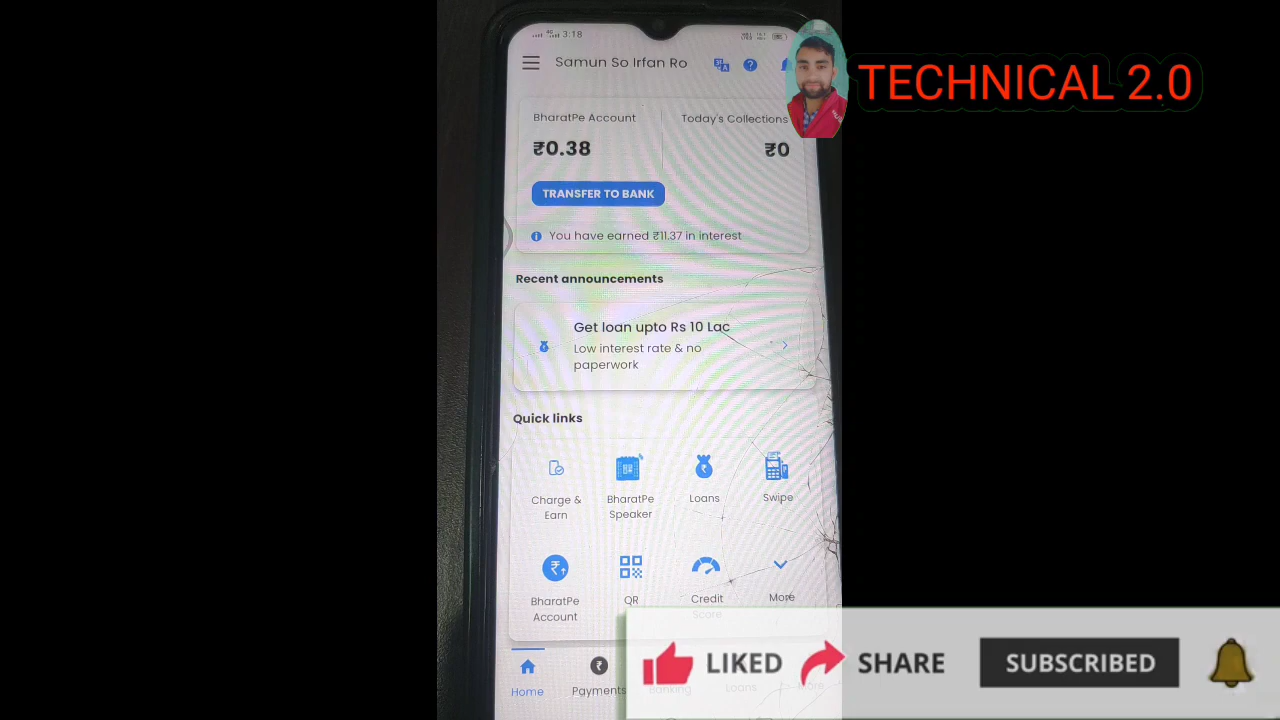 4G 3:18
Samun So Irfan Ro
TECHNICAL 2.0
BharatPe Account
Today's Collections
₹0.38
₹0
TRANSFER TO BANK
You have earned ₹11.37 in interest
Recent announcements
Get loan upto Rs 10 Lac
Low interest rate & no
paperwork
Quick links
Charge &
Earn
BharatPe
Speaker
Loans
Swipe
BharatPe
Account
QR
Credit
Score
More
LIKED
SHARE
SUBSCRIBED
Home
Payments
Banking
Loans
More